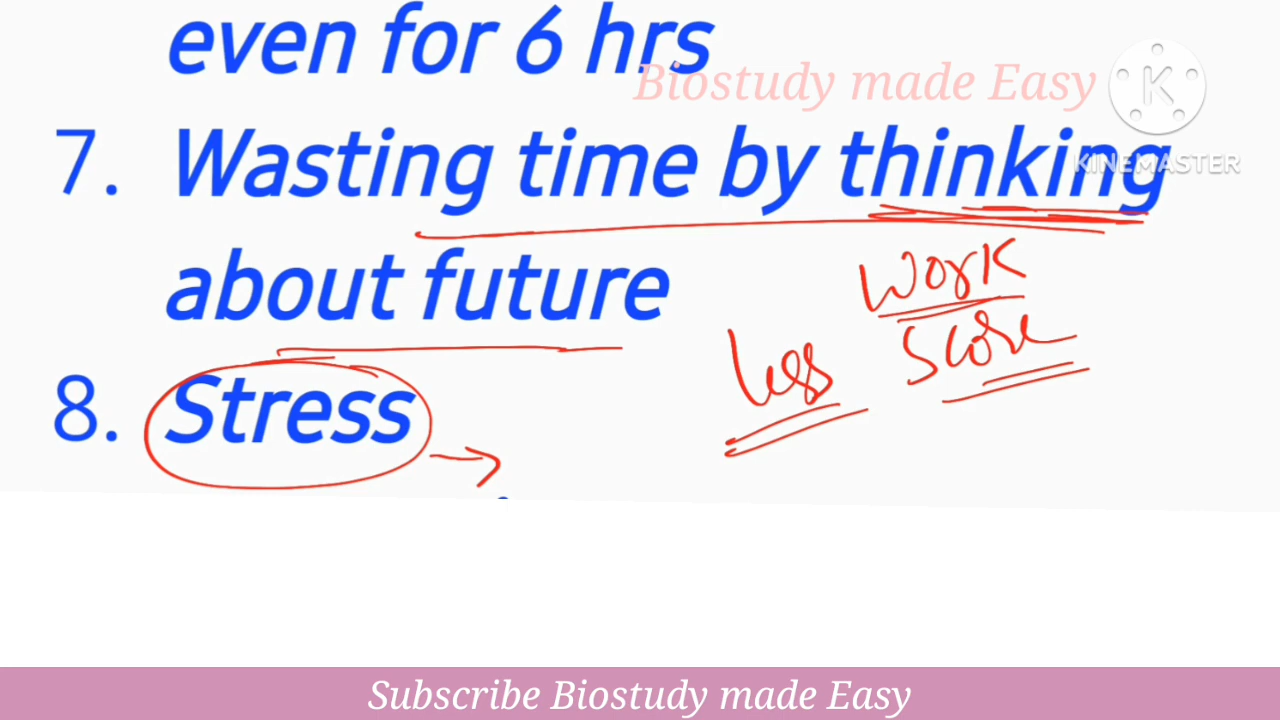 even for 6 hrs
Biostudy made Easy
K
KINEMASTER
7. Wasting time by thinking
about future
Work
Less Score
8. Stress
Subscribe Biostudy made Easy